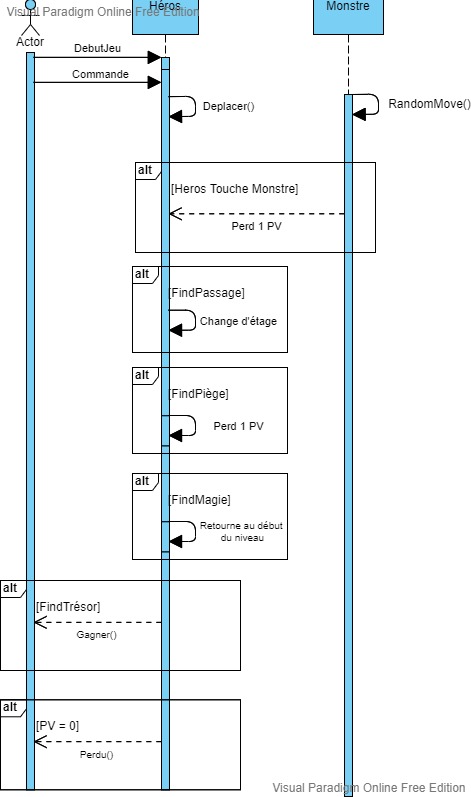 Visual Paradigm Online Free Edition
Héros
Monstre
Actor
DebutJeu
Commande
Deplacer()
RandomMove()
alt
[Heros Touche Monstre]
Perd 1 PV
alt
[FindPassage]
Change d'étage
alt
[FindPiège]
Perd 1 PV
alt
[FindMagie]
Retourne au début
du niveau
alt
[FindTrésor]
Gagner()
alt
[PV = 0]
Perdu()
Visual Paradigm Online Free Edition